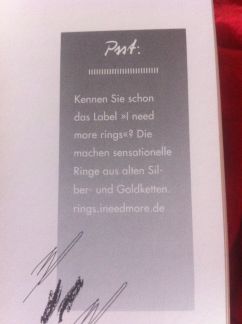 Psst:
Kennen Sie schon
das Label »I need
more rings«? Die
machen sensationelle
Ringe aus alten Sil-
ber- und Goldketten.
rings.ineedmore.de